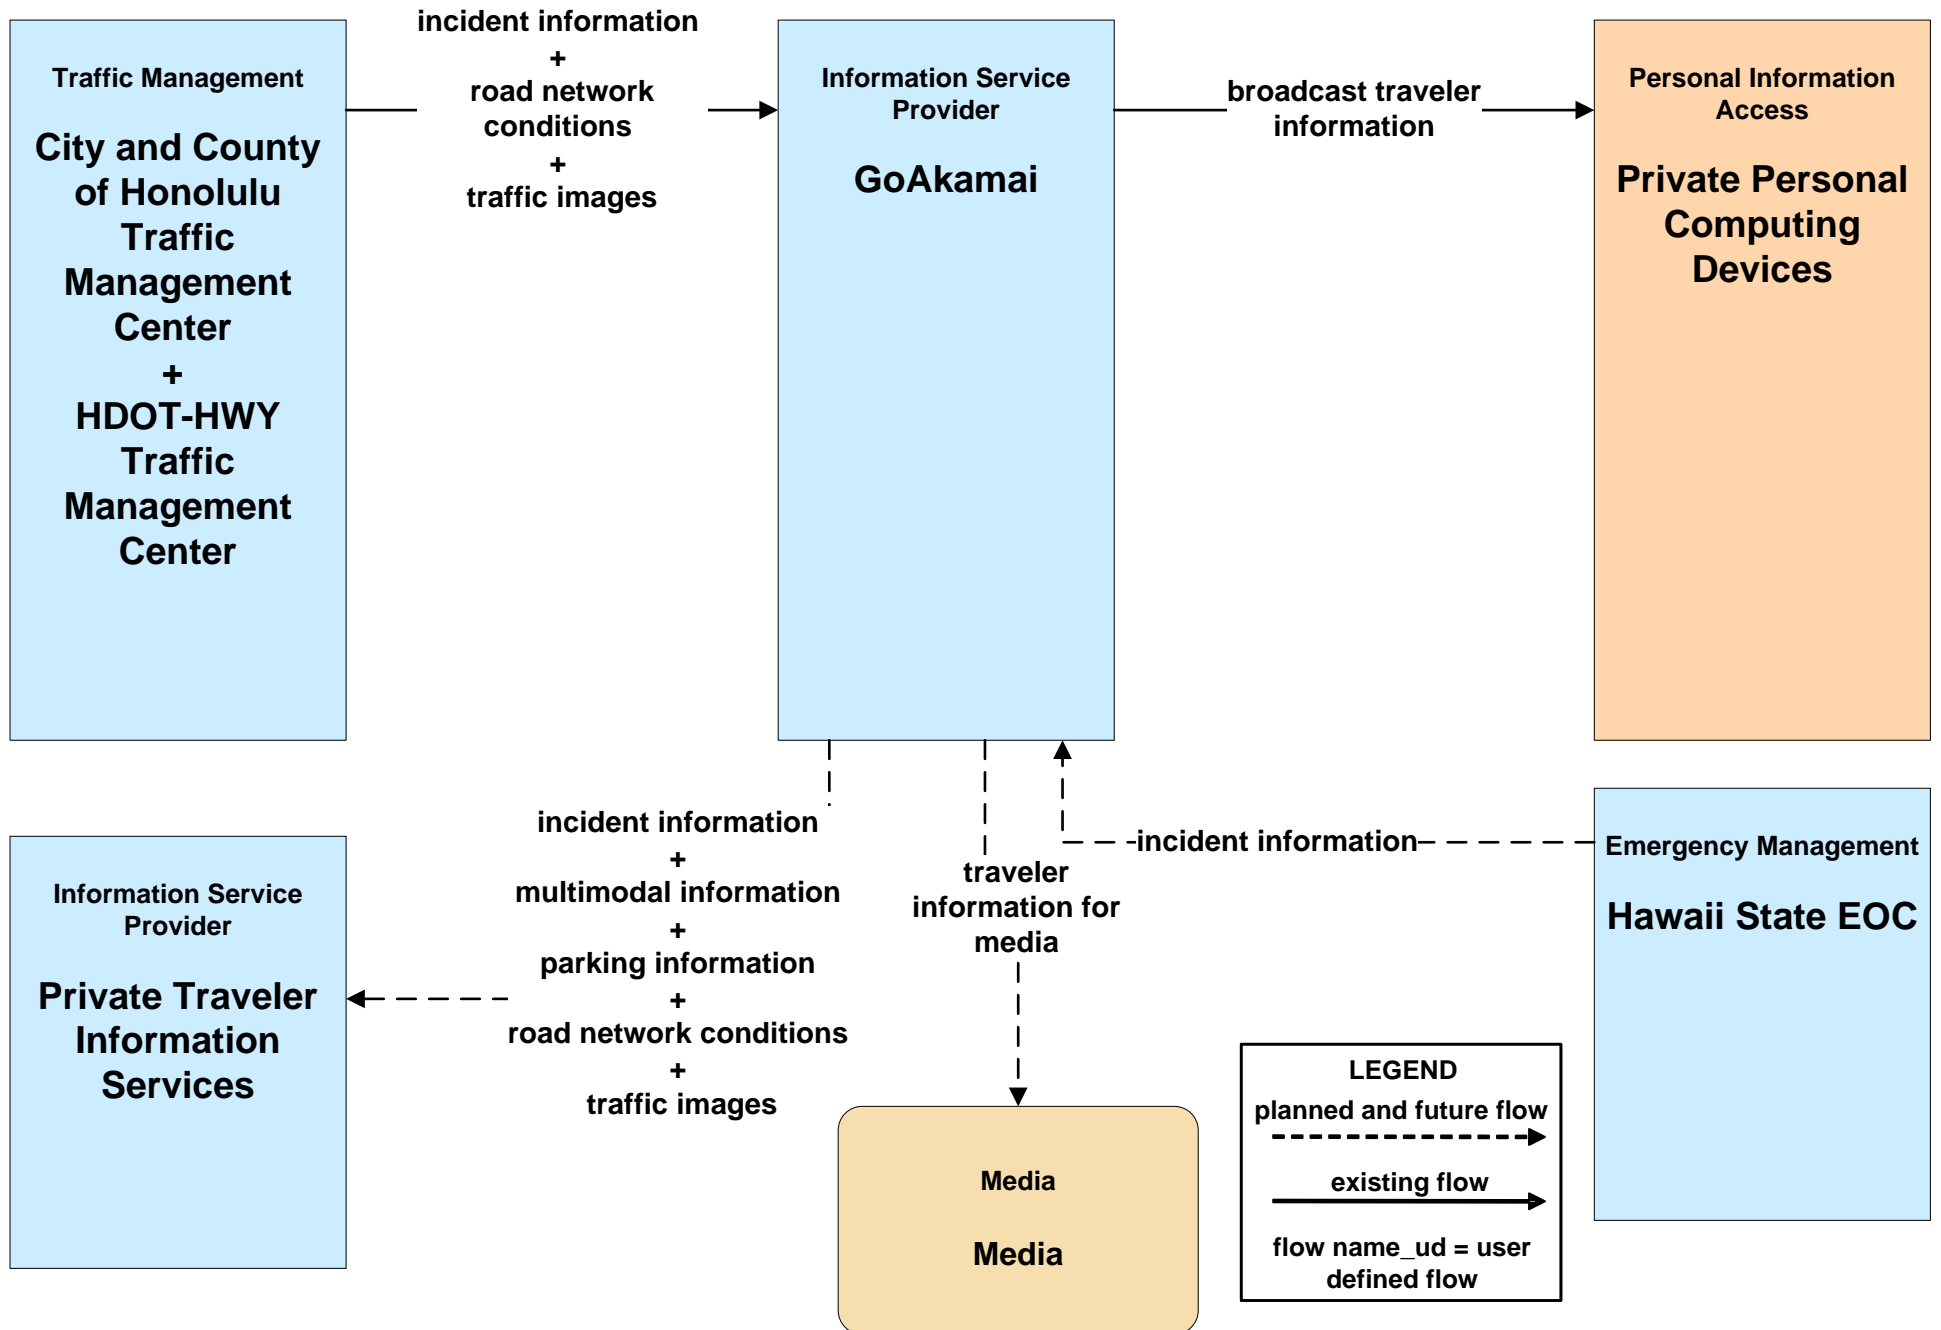 Traffic Management
City and County
of Honolulu
Traffic
Management
Center
+
HDOT-HWY
Traffic
Management
Center
incident information
+
road network
conditions
+
traffic images
Information Service
Provider
GoAkamai
broadcast traveler
information
Personal Information
Access
Private Personal
Computing
Devices
Information Service
Provider
Private Traveler
Information
Services
incident information
+
multimodal information
+
parking information
+
road network conditions
+
traffic images
traveler
information for
media
incident information
Emergency Management
Hawaii State EOC
Media
Media
LEGEND
planned and future flow
existing flow
flow name_ud = user
defined flow